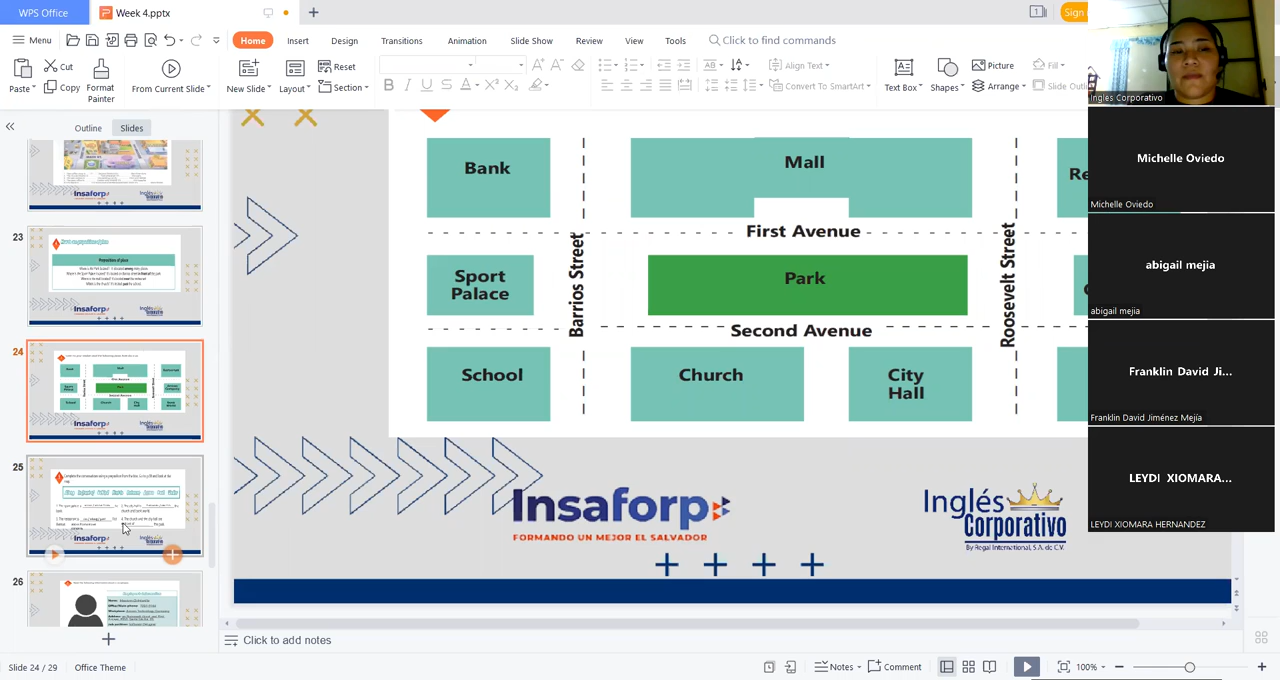 WPS Office
Week 4.pptx
Sign
Menu
Home
Insert
Design
Transitions
Animation
Slide Show
Review
View
Tools
Click to find commands
Paste
Cut
Copy
Format
Painter
From Current Slide
New Slide
Layout
Reset
Section
Align Text
Convert To SmartArt
Text Box
Shapes
Picture
Arrange
Fill
Outline
Slides
23
24
25
26
Bank
Mall
First Avenue
Sport
Palace
Barrios Street
Park
Roosevelt Street
Second Avenue
School
Church
City
Hall
Insaforp
FORMANDO UN MEJOR EL SALVADOR
Inglés
Corporativo
By Regal International, S.A. de C.V.
Ingles Corporativo
Michelle Oviedo
Michelle Oviedo
abigail mejia
abigail mejia
Franklin David Ji...
Franklin David Jiménez Mejía
LEYDI XIOMARA...
LEYDI XIOMARA HERNANDEZ
Click to add notes
Slide 24 / 29
Office Theme
Notes
Comment
100%